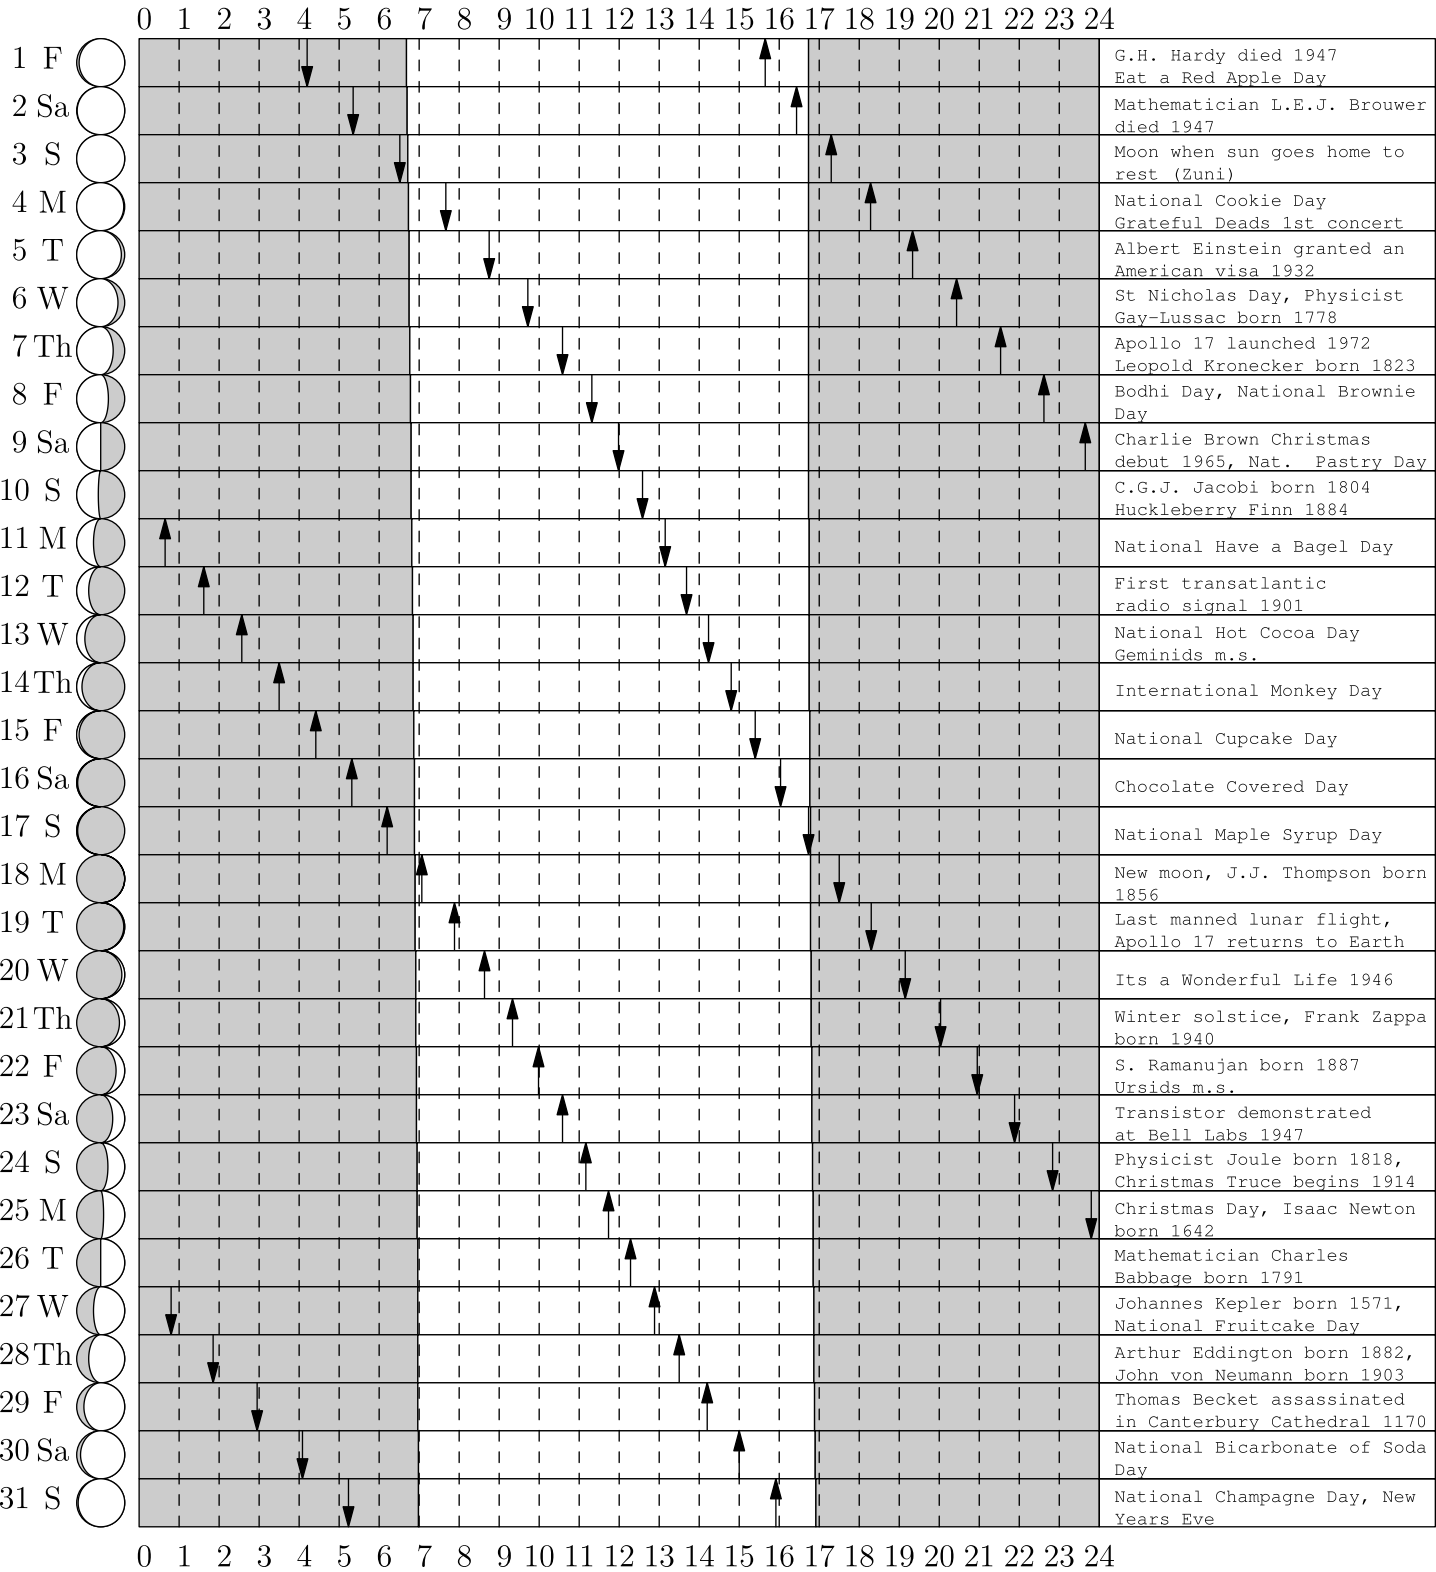 0 1 2 3 4 5 6 7 8 9 10 11 12 13 14 15 16 17 18 19 20 21 22 23 24
1 F G.H. Hardy died 1947
Eat a Red Apple Day
2 Sa Mathematician L.E.J. Brouwer
died 1947
3 S Moon when sun goes home to
rest (Zuni)
4 M National Cookie Day
Grateful Deads 1st concert
5 T Albert Einstein granted an
American visa 1932
6 W St Nicholas Day, Physicist
Gay-Lussac born 1778
7 Th Apollo 17 launched 1972
Leopold Kronecker born 1823
8 F Bodhi Day, National Brownie
Day
9 Sa Charlie Brown Christmas
debut 1965, Nat. Pastry Day
10 S C.G.J. Jacobi born 1804
Huckleberry Finn 1884
11 M National Have a Bagel Day
12 T First transatlantic
radio signal 1901
13 W National Hot Cocoa Day
Geminids m.s.
14 Th International Monkey Day
15 F National Cupcake Day
16 Sa Chocolate Covered Day
17 S National Maple Syrup Day
18 M New moon, J.J. Thompson born
1856
19 T Last manned lunar flight,
Apollo 17 returns to Earth
20 W Its a Wonderful Life 1946
21 Th Winter solstice, Frank Zappa
born 1940
22 F S. Ramanujan born 1887
Ursids m.s.
23 Sa Transistor demonstrated
at Bell Labs 1947
24 S Physicist Joule born 1818,
Christmas Truce begins 1914
25 M Christmas Day, Isaac Newton
born 1642
26 T Mathematician Charles
Babbage born 1791
27 W Johannes Kepler born 1571,
National Fruitcake Day
28 Th Arthur Eddington born 1882,
John von Neumann born 1903
29 F Thomas Becket assassinated
in Canterbury Cathedral 1170
30 Sa National Bicarbonate of Soda
Day
31 S National Champagne Day, New
Years Eve
0 1 2 3 4 5 6 7 8 9 10 11 12 13 14 15 16 17 18 19 20 21 22 23 24